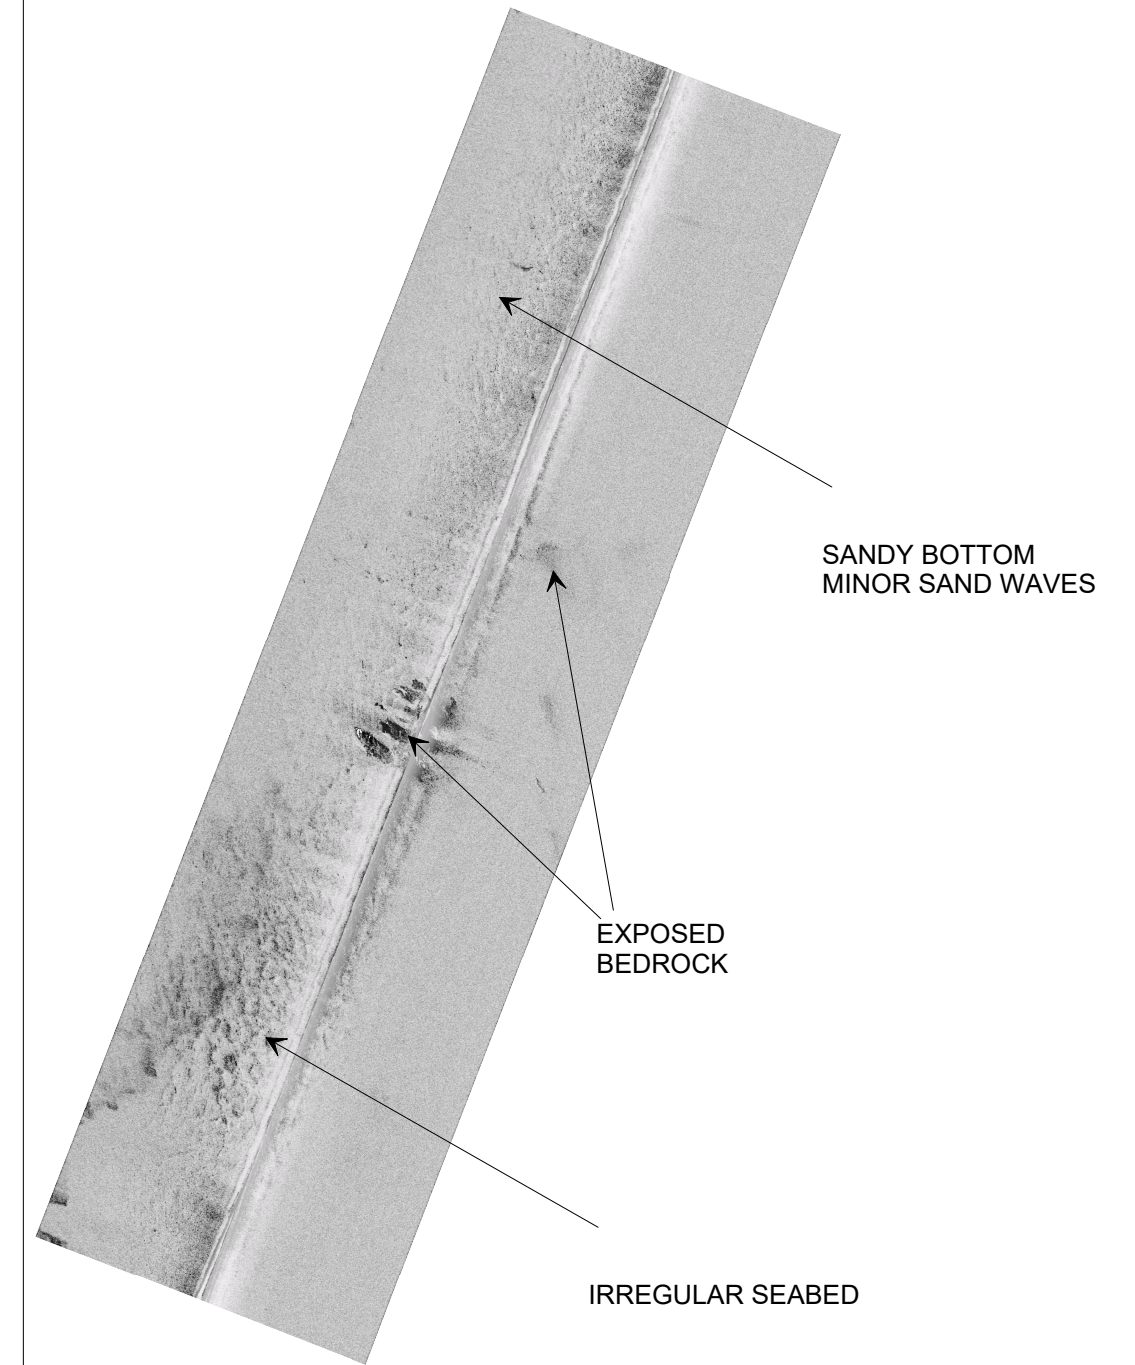 SANDY BOTTOM
MINOR SAND WAVES
EXPOSED
BEDROCK
IRREGULAR SEABED